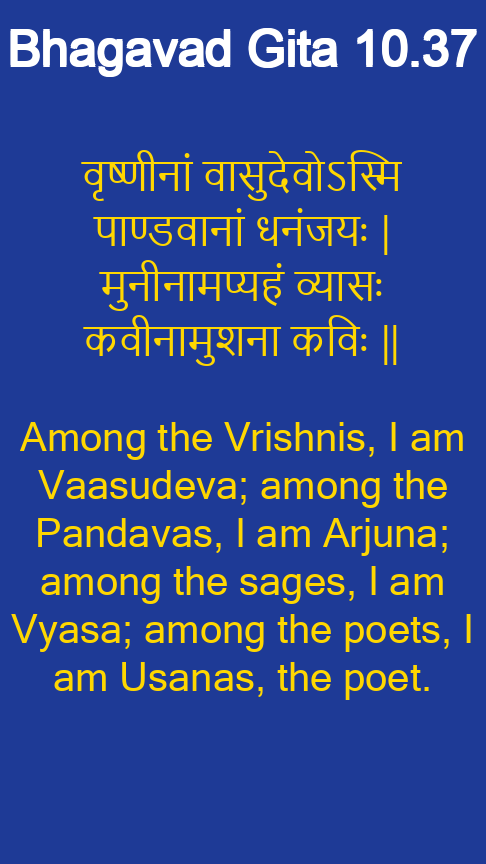 Bhagavad Gita 10.37
वृष्णीनां वासुदेवोऽस्मि
पाण्डवानां धनंजयः |
मुनीनामप्यहं व्यासः
कवीनामुशना कविः ||
Among the Vrishnis, I am
Vaasudeva; among the
Pandavas, I am Arjuna;
among the sages, I am
Vyasa; among the poets, I
am Usanas, the poet.